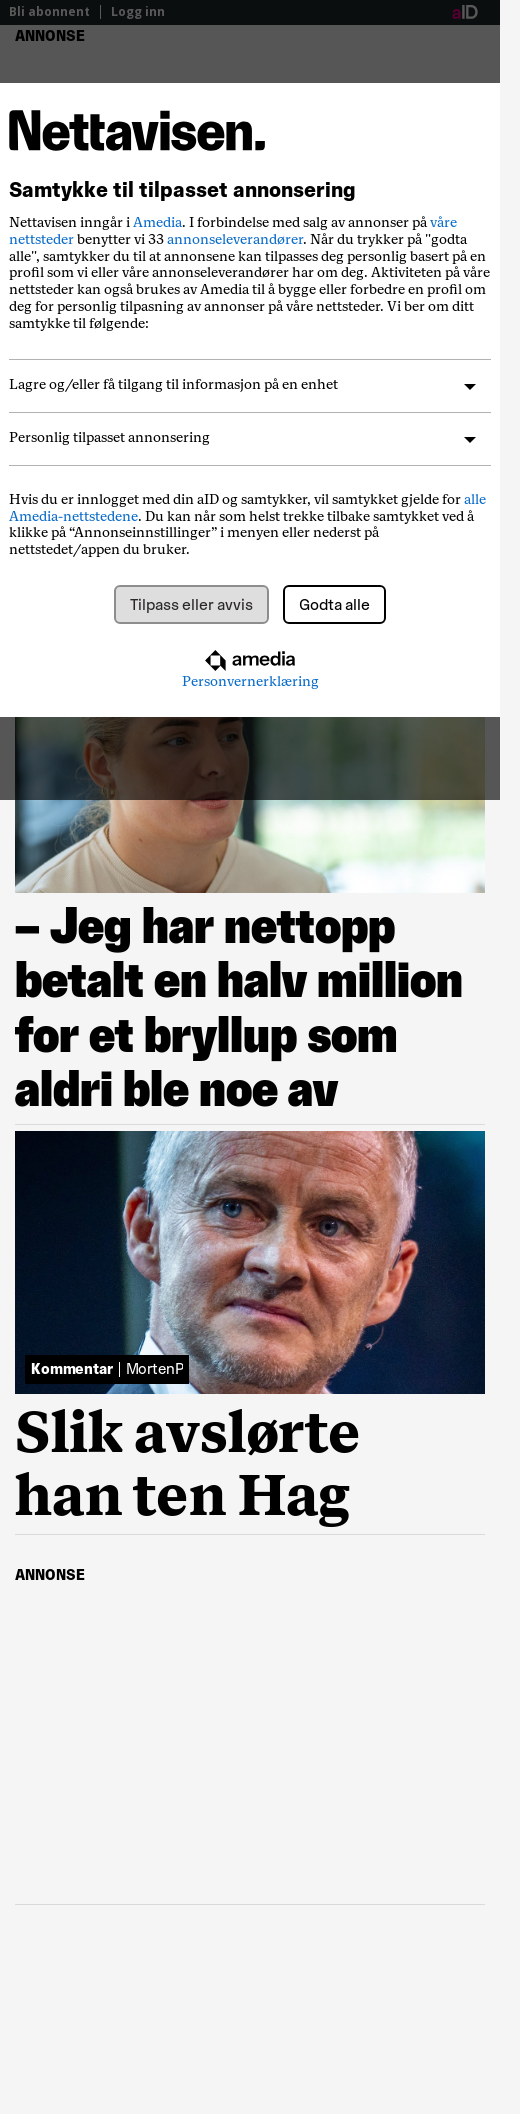 Bli abonnent | Logg inn
aID
ANNONSE
Nettavisen.
Samtykke til tilpasset annonsering
Nettavisen inngår i Amedia. I forbindelse med salg av annonser på våre
nettsteder benytter vi 33 annonseleverandører. Når du trykker på "godta
alle", samtykker du til at annonsene kan tilpasses deg personlig basert på en
profil som vi eller våre annonseleverandører har om deg. Aktiviteten på våre
nettsteder kan også brukes av Amedia til å bygge eller forbedre en profil om
deg for personlig tilpasning av annonser på våre nettsteder. Vi ber om ditt
samtykke til følgende:
Lagre og/eller få tilgang til informasjon på en enhet
Personlig tilpasset annonsering
Hvis du er innlogget med din aID og samtykker, vil samtykket gjelde for alle
Amedia-nettstedene. Du kan når som helst trekke tilbake samtykket ved å
klikke på “Annonseinnstillinger” i menyen eller nederst på
nettstedet/appen du bruker.
Tilpass eller avvis
Godta alle
amedia
Personvernerklæring
– Jeg har nettopp
betalt en halv million
for et bryllup som
aldri ble noe av
Kommentar | MortenP
Slik avslørte
han ten Hag
ANNONSE